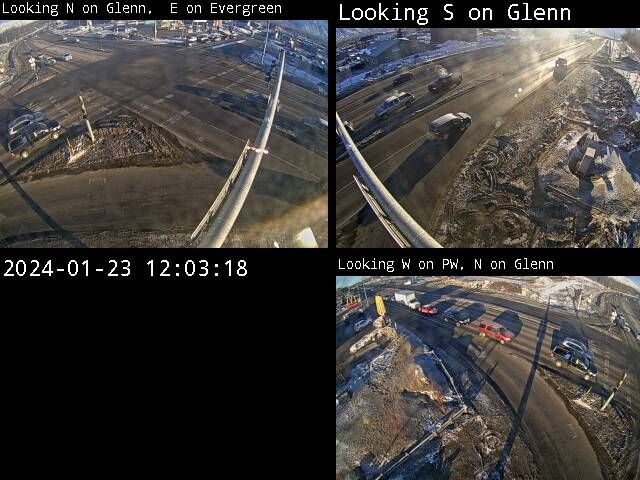 Looking N on Glenn,  E on Evergreen
Looking S on Glenn
2024-01-23 12:03:18
Looking W on PW, N on Glenn